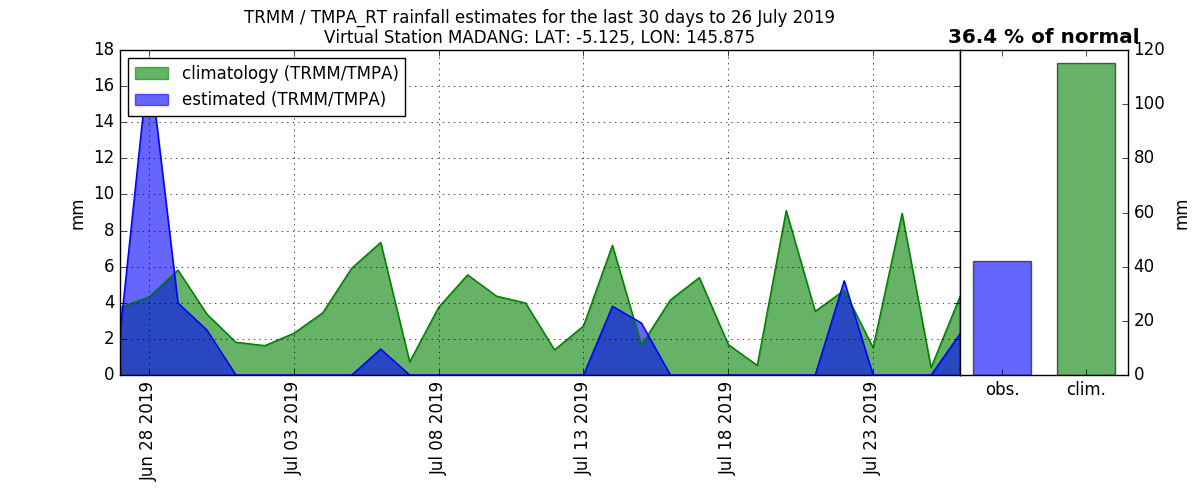 TRMM / TMPA_RT rainfall estimates for the last 30 days to 26 July 2019
Virtual Station MADANG: LAT: -5.125, LON: 145.875
36.4 % of normal
climatology (TRMM/TMPA)
estimated (TRMM/TMPA)
18
16
14
12
10
8
6
4
2
0
mm
Jun 28 2019
Jul 03 2019
Jul 08 2019
Jul 13 2019
Jul 18 2019
Jul 23 2019
120
100
80
60
40
20
0
mm
obs.
clim.